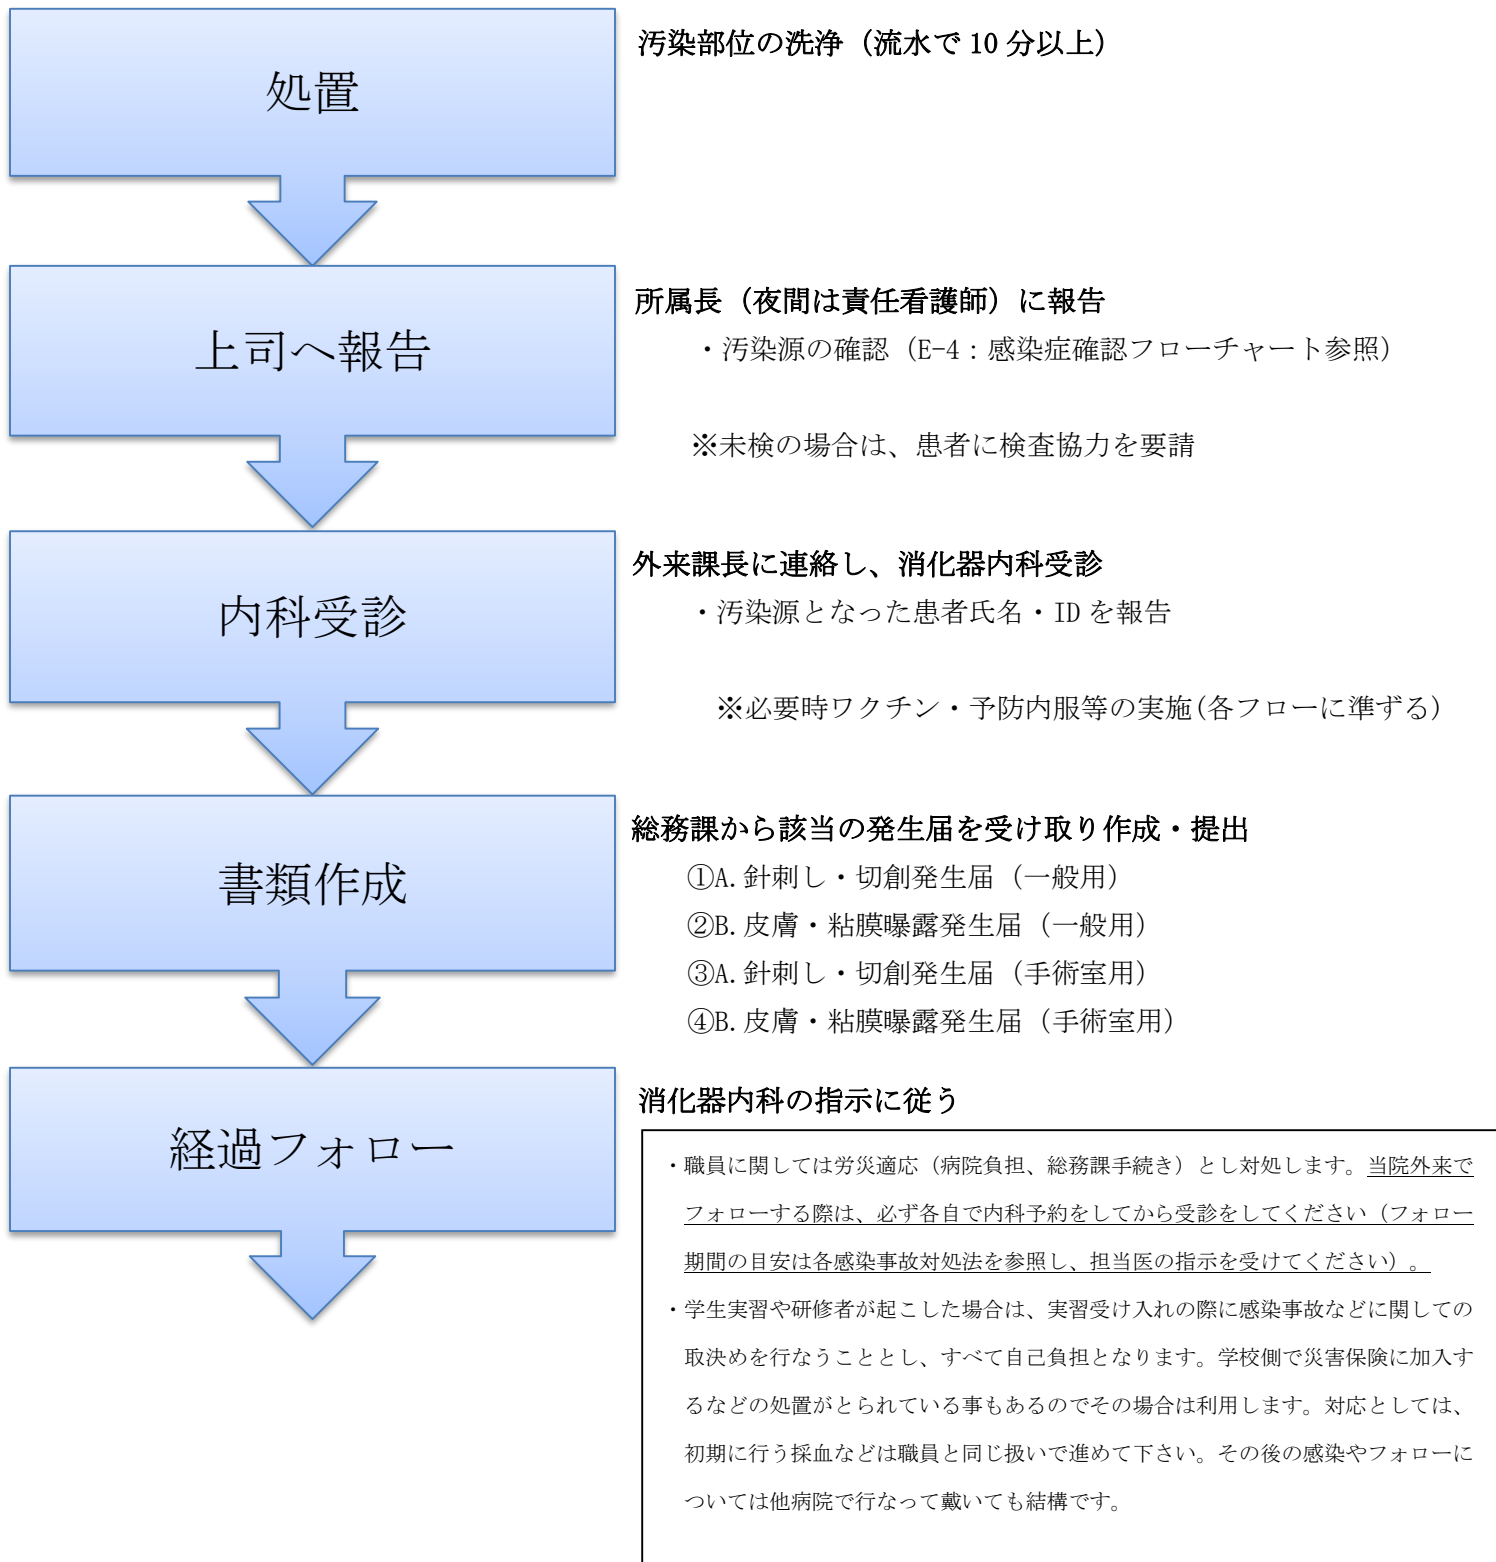 処置
汚染部位の洗浄（流水で10分以上）
上司へ報告
所属長（夜間は責任看護師）に報告
・汚染源の確認（E-4：感染症確認フローチャート参照）
※未検の場合は、患者に検査協力を要請
内科受診
外来課長に連絡し、消化器内科受診
・汚染源となった患者氏名・IDを報告
※必要時ワクチン・予防内服等の実施(各フローに準ずる)
書類作成
総務課から該当の発生届を受け取り作成・提出
①A.針刺し・切創発生届（一般用）
②B.皮膚・粘膜曝露発生届（一般用）
③A.針刺し・切創発生届（手術室用）
④B.皮膚・粘膜曝露発生届（手術室用）
経過フォロー
消化器内科の指示に従う
・職員に関しては労災適応（病院負担、総務課手続き）とし対処します。当院外来で
フォローする際は、必ず各自で内科予約をしてから受診をしてください（フォロー
期間の目安は各感染事故対処法を参照し、担当医の指示を受けてください）。
・学生実習や研修者が起こした場合は、実習受け入れの際に感染事故などに関しての
取決めを行なうこととし、すべて自己負担となります。学校側で災害保険に加入す
るなどの処置がとられている事もあるのでその場合は利用します。対応としては、
初期に行う採血などは職員と同じ扱いで進めて下さい。その後の感染やフォローに
ついては他病院で行なって戴いても結構です。